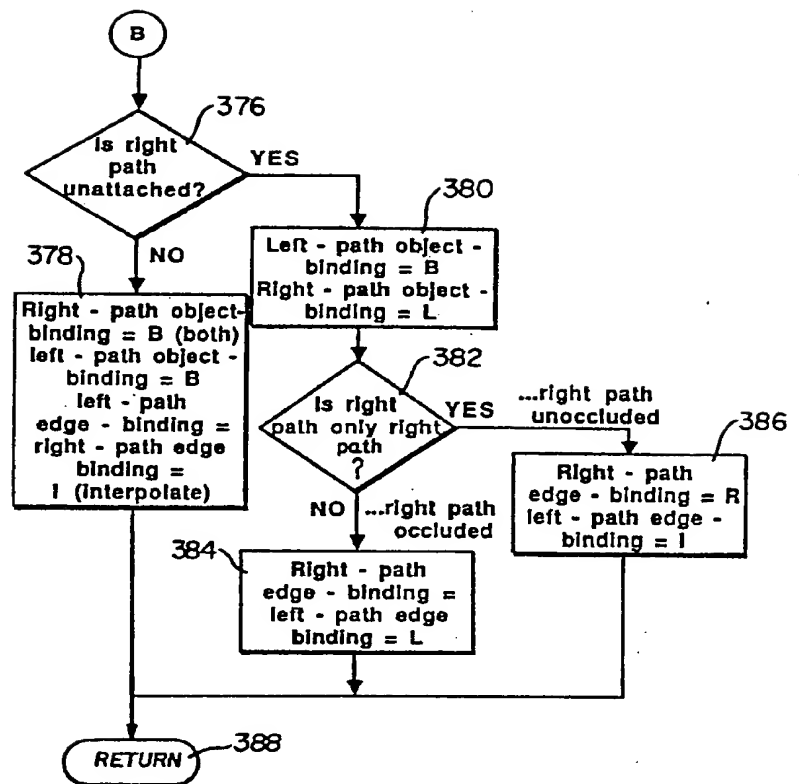 B
376
Is right
path
unattached?
YES
NO
380
Left - path object -
binding = B
Right - path object -
binding = L
378
Right - path object-
binding = B (both)
left - path object -
binding = B
left - path
edge - binding =
right - path edge
binding =
I (interpolate)
382
Is right
path only right
path
?
YES
...right path
unoccluded
386
Right - path
edge - binding = R
left - path edge -
binding = I
NO
...right path
occluded
384
Right - path
edge - binding =
left - path edge
binding = L
RETURN
388